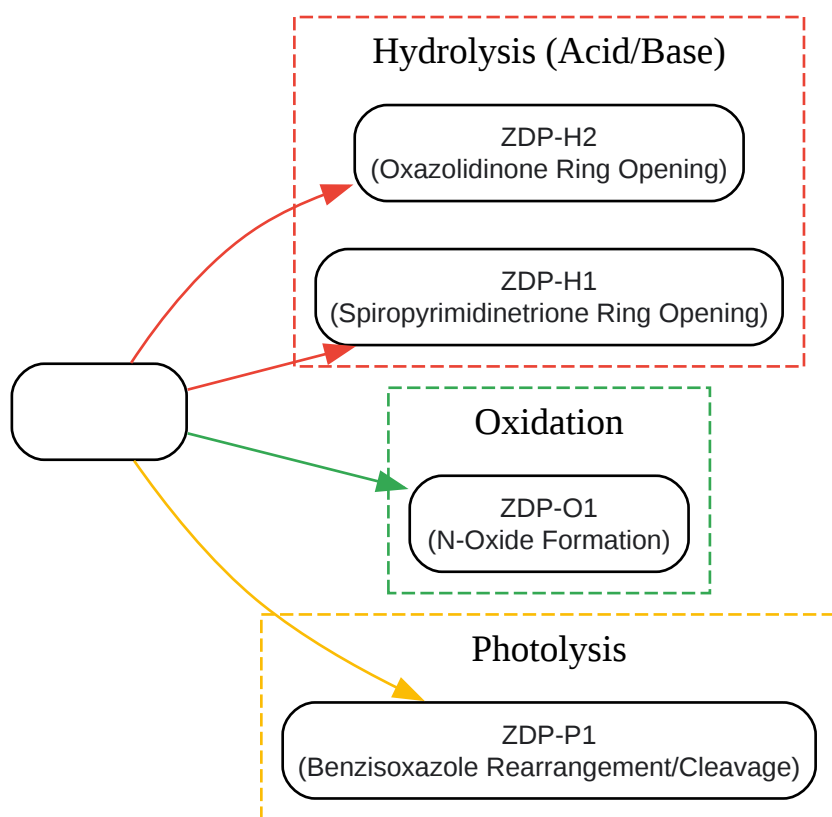 Hydrolysis (Acid/Base)
ZDP-H2
(Oxazolidinone Ring Opening)
ZDP-H1
(Spiropyrimidinetrione Ring Opening)
Oxidation
ZDP-O1
(N-Oxide Formation)
Photolysis
ZDP-P1
(Benzisoxazole Rearrangement/Cleavage)